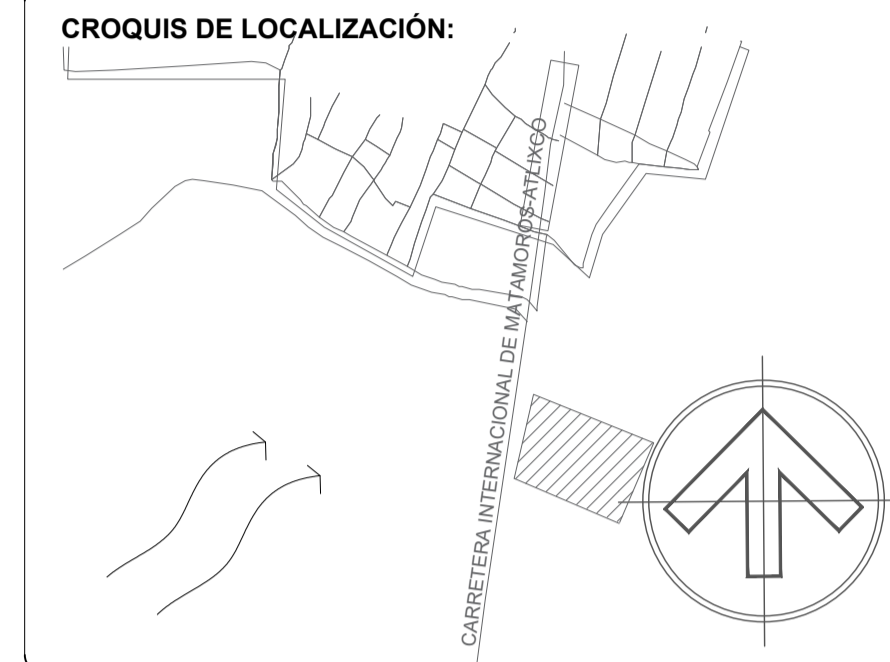 CROQUIS DE LOCALIZACIÓN:
CARRETERA INTERNACIONAL DE MATAMOROS-ATLIXCO